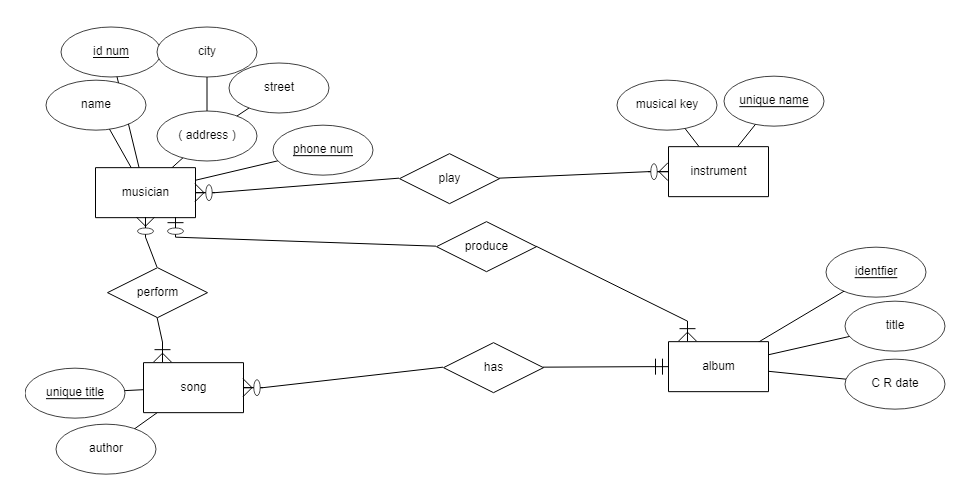 id num
city
street
name
( address )
phone num
musical key
unique name
musician
play
instrument
produce
perform
identfier
title
song
has
album
unique title
C R date
author